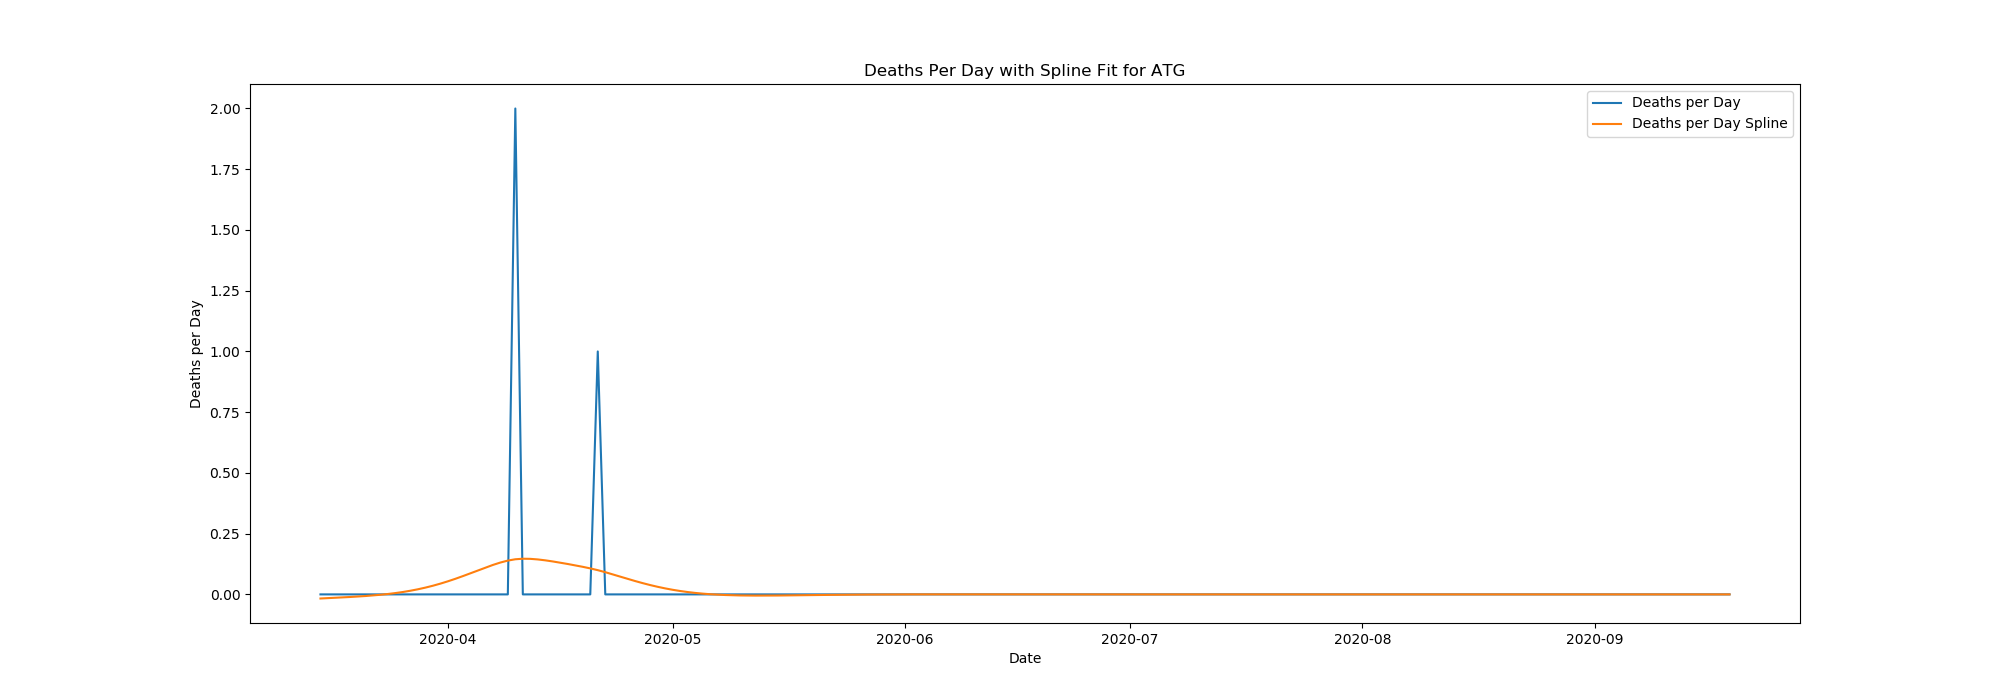 Deaths Per Day with Spline Fit for ATG
Deaths per Day
Deaths per Day Spline
2.00
1.75
1.50
1.25
1.00
0.75
0.50
0.25
0.00
Deaths per Day
2020-04 2020-05 2020-06 2020-07 2020-08 2020-09
Date